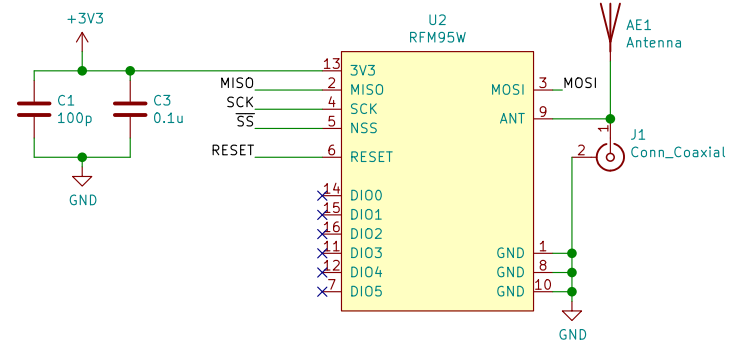 +3V3
C1
100p
C3
0.1u
GND
U2
RFM95W
13 3V3
MISO 2 MISO
SCK 4 SCK
SS 5 NSS
RESET 6 RESET
14 DIO0
15 DIO1
16 DIO2
11 DIO3
12 DIO4
7 DIO5
MOSI 3 MOSI
ANT 9
GND 1
GND 8
GND 10
AE1
Antenna
1
2
J1
Conn_Coaxial
GND